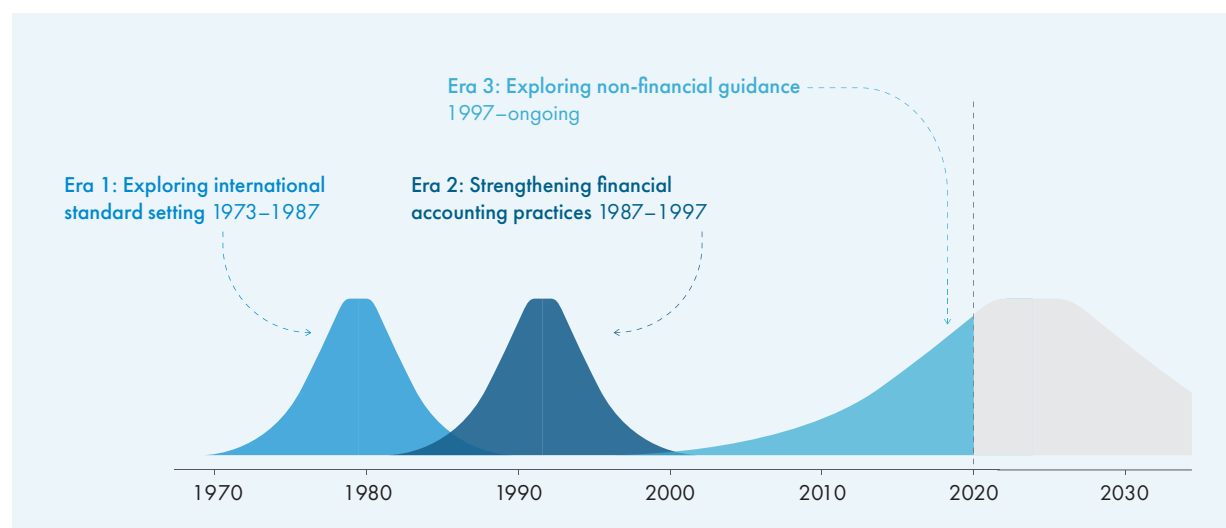 Era 3: Exploring non-financial guidance
1997–ongoing
Era 1: Exploring international
standard setting 1973–1987
Era 2: Strengthening financial
accounting practices 1987–1997
1970
1980
1990
2000
2010
2020
2030